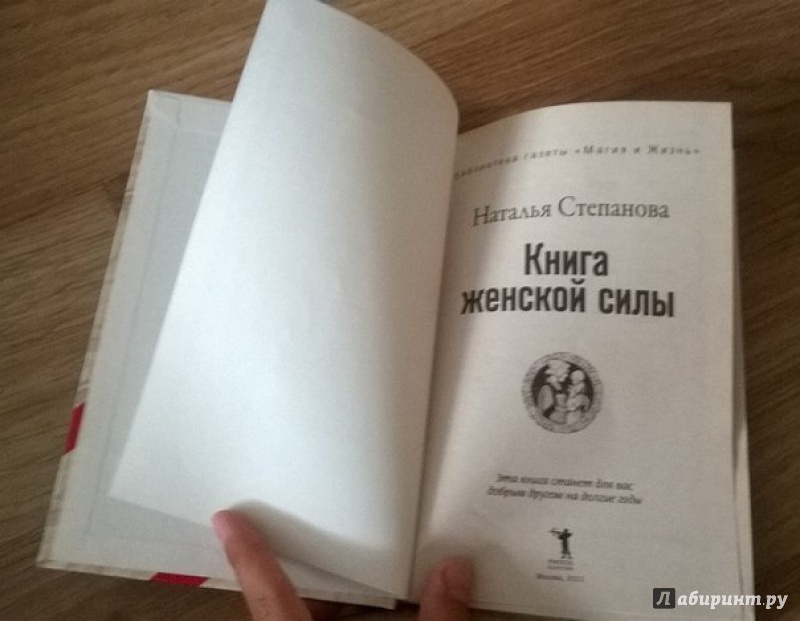 Библиотека газеты «Магия и Жизнь»
Наталья Степанова
Книга
женской силы
Эта книга станет для вас
добрым другом на долгие годы
Москва,
Лабиринт.ру